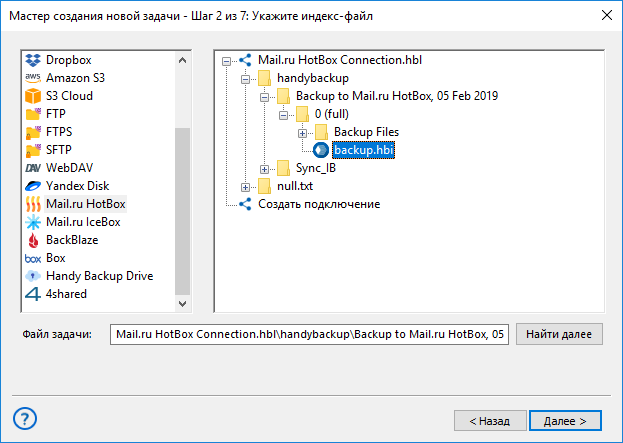 Мастер создания новой задачи - Шаг 2 из 7: Укажите индекс-файл
Dropbox
aws Amazon S3
S3 Cloud
FTP
FTPS
SFTP
DAV WebDAV
Yandex Disk
Mail.ru HotBox
Mail.ru IceBox
BackBlaze
box Box
Handy Backup Drive
4 4shared
Mail.ru HotBox Connection.hbl
handybackup
Backup to Mail.ru HotBox, 05 Feb 2019
0 (full)
Backup Files
backup.hbi
Sync_IB
null.txt
Создать подключение
Файл задачи: Mail.ru HotBox Connection.hbl\handybackup\Backup to Mail.ru HotBox, 05 Найти далее
? < Назад Далее >